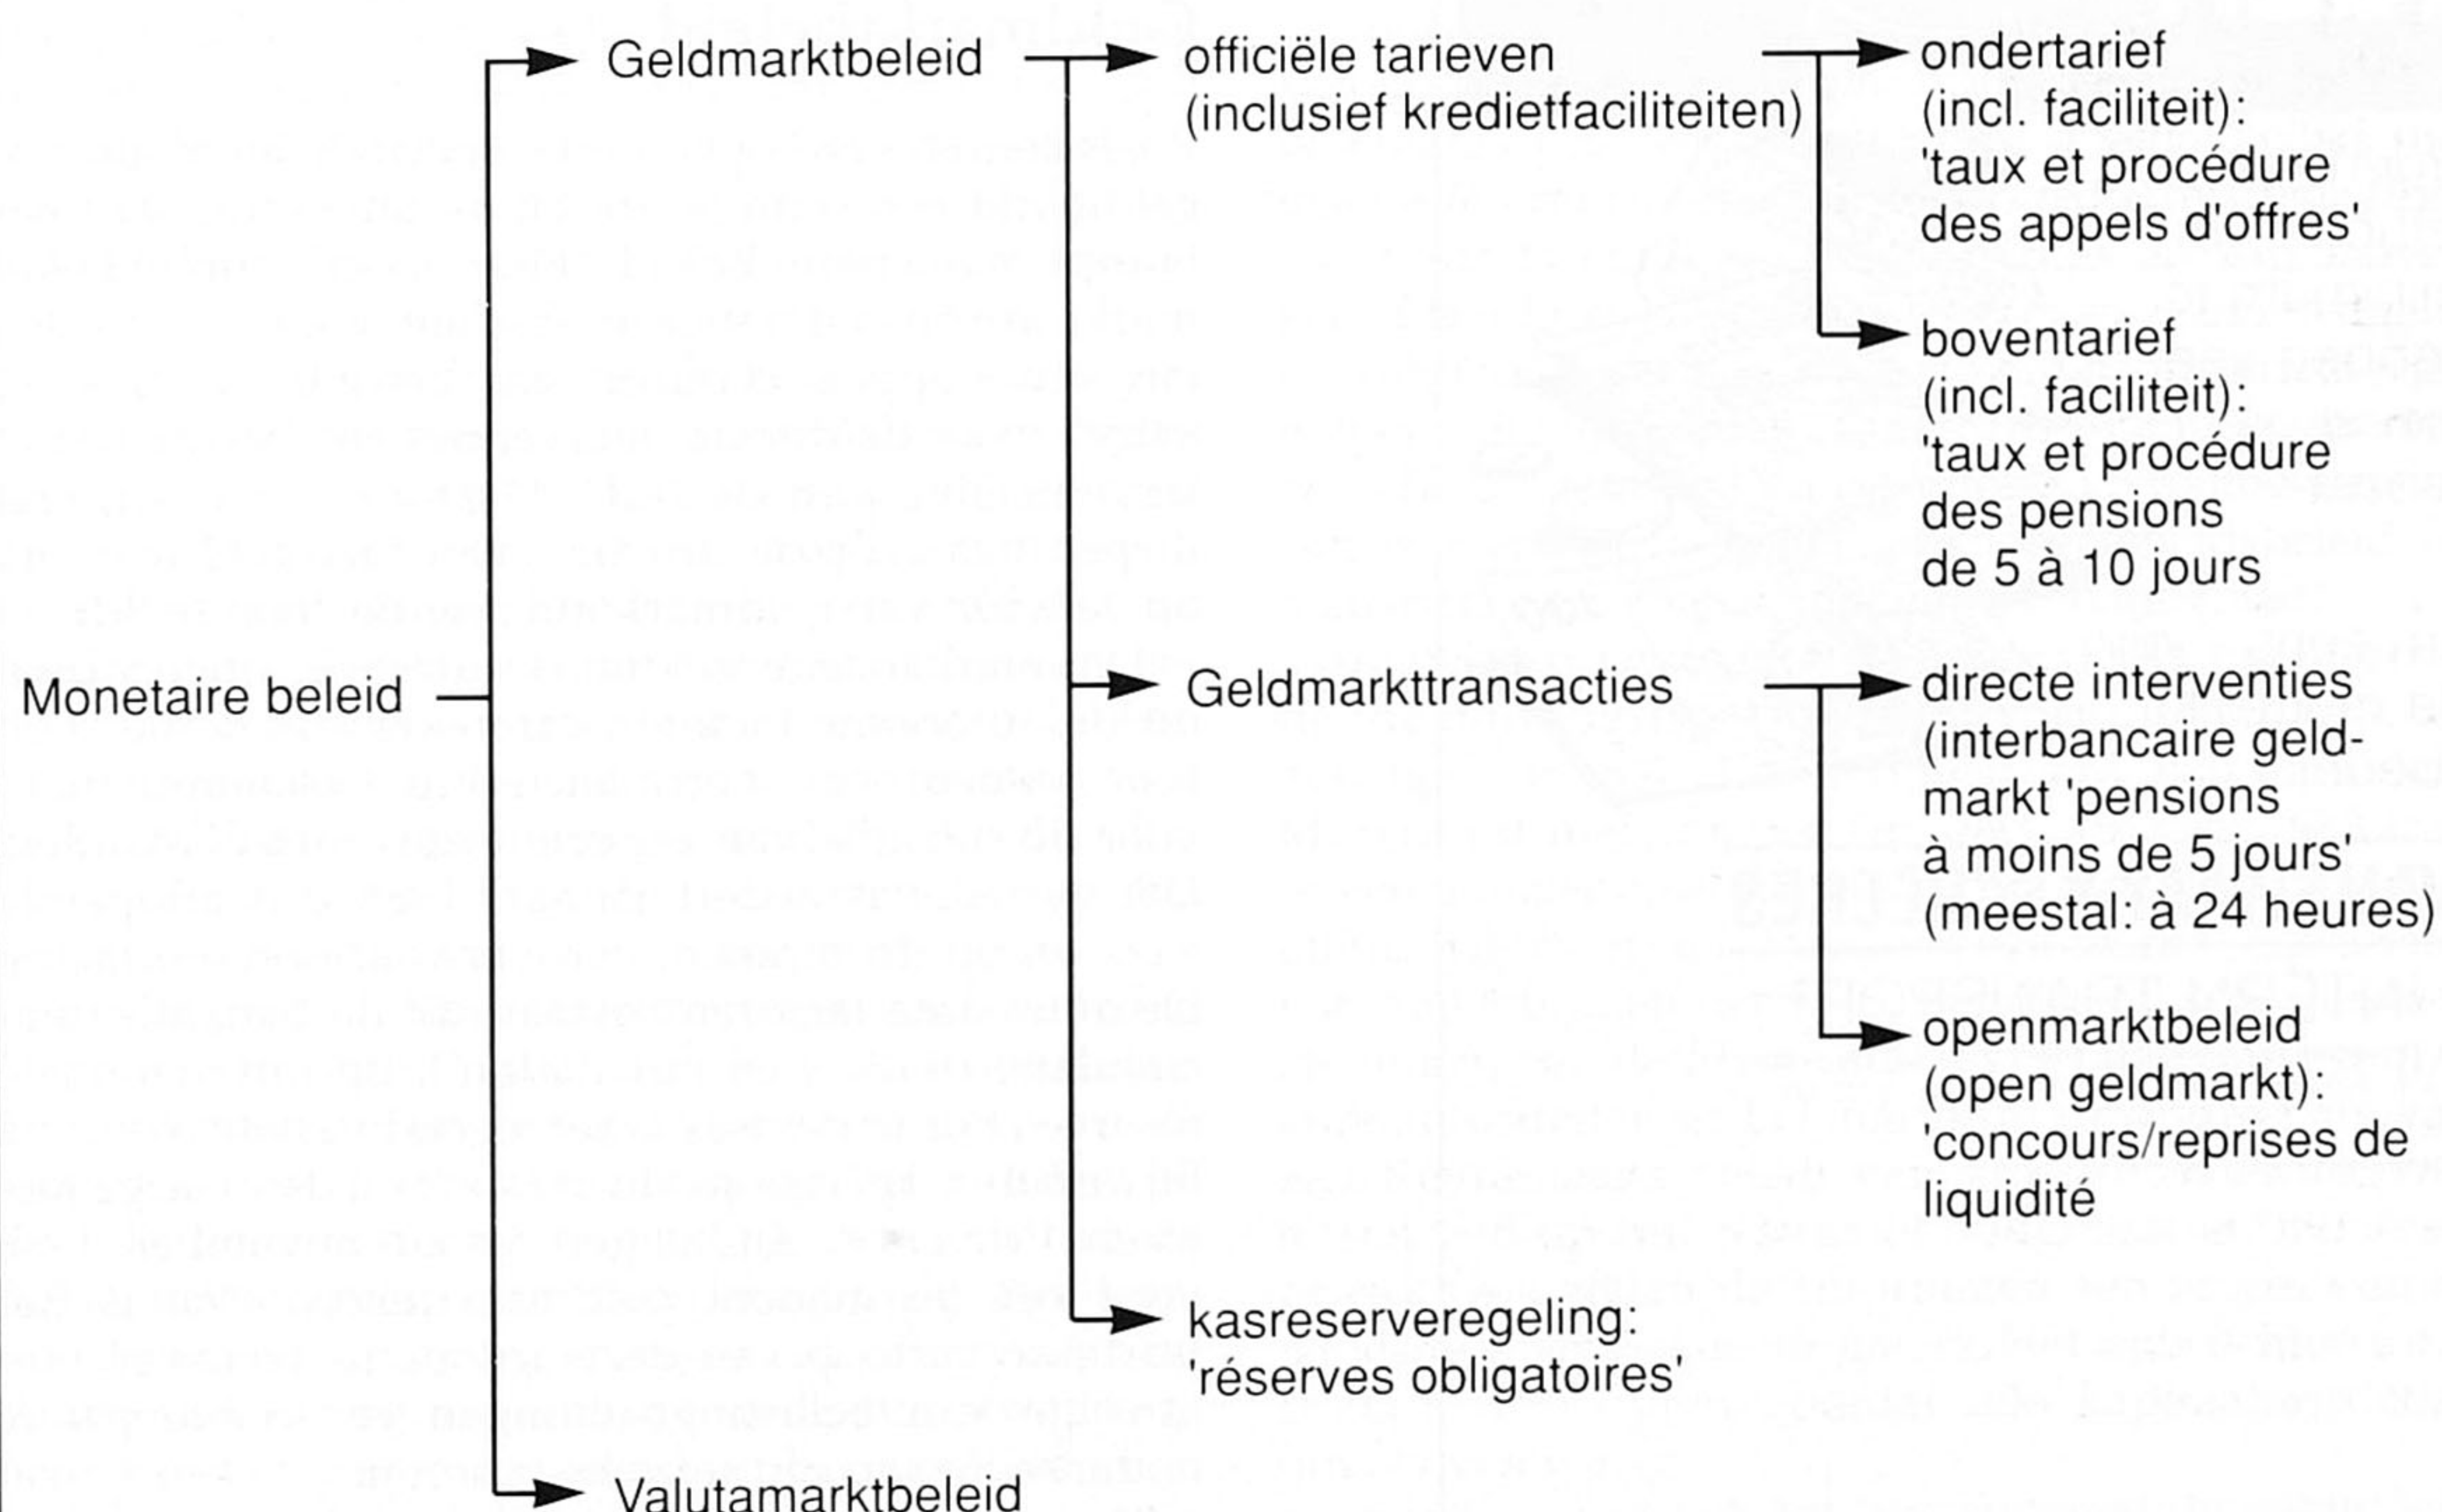 Geldmarktbeleid
officiële tarieven
(inclusief kredietfaciliteiten)
ondertarief
(incl. faciliteit):
'taux et procédure
des appels d'offres'
boventarief
(incl. faciliteit):
'taux et procédure
des pensions
de 5 à 10 jours
Monetaire beleid
Geldmarkttransacties
directe interventies
(interbancaire geld-
markt 'pensions
à moins de 5 jours'
(meestal: à 24 heures)
openmarktbeleid
(open geldmarkt):
'concours/reprises de
liquidité
kasreserveregeling:
'réserves obligatoires'
Valutamarktbeleid